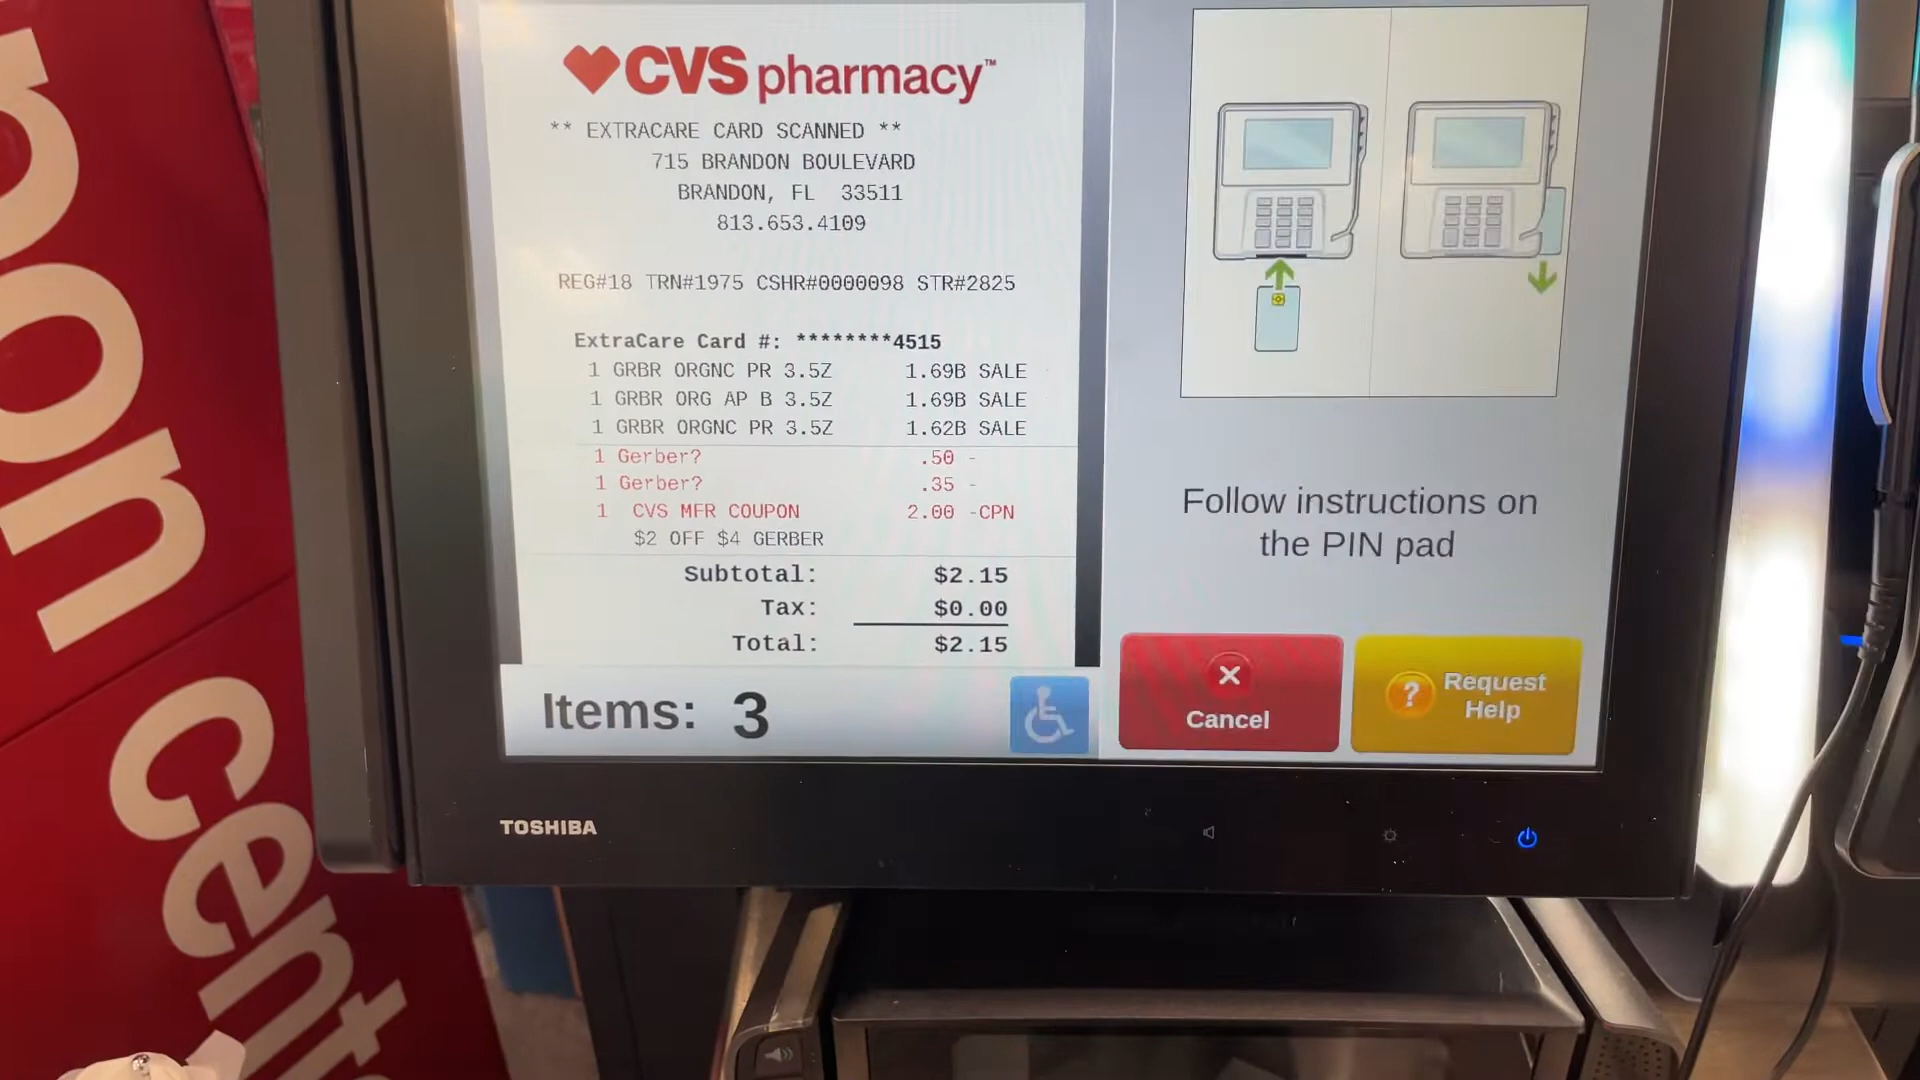 CVS pharmacy™
** EXTRACARE CARD SCANNED **
715 BRANDON BOULEVARD
BRANDON, FL 33511
813.653.4109
REG#18 TRN#1975 CSHR#0000098 STR#2825
ExtraCare Card #: ********4515
1 GRBR ORGNC PR 3.5Z 1.69B SALE
1 GRBR ORG AP B 3.5Z 1.69B SALE
1 GRBR ORGNC PR 3.5Z 1.62B SALE
1 Gerber? .50 -
1 Gerber? .35 -
1 CVS MFR COUPON 2.00 -CPN
$2 OFF $4 GERBER
Subtotal: $2.15
Tax: $0.00
Total: $2.15
Items: 3
Follow instructions on
the PIN pad
Cancel
? Request
Help
TOSHIBA